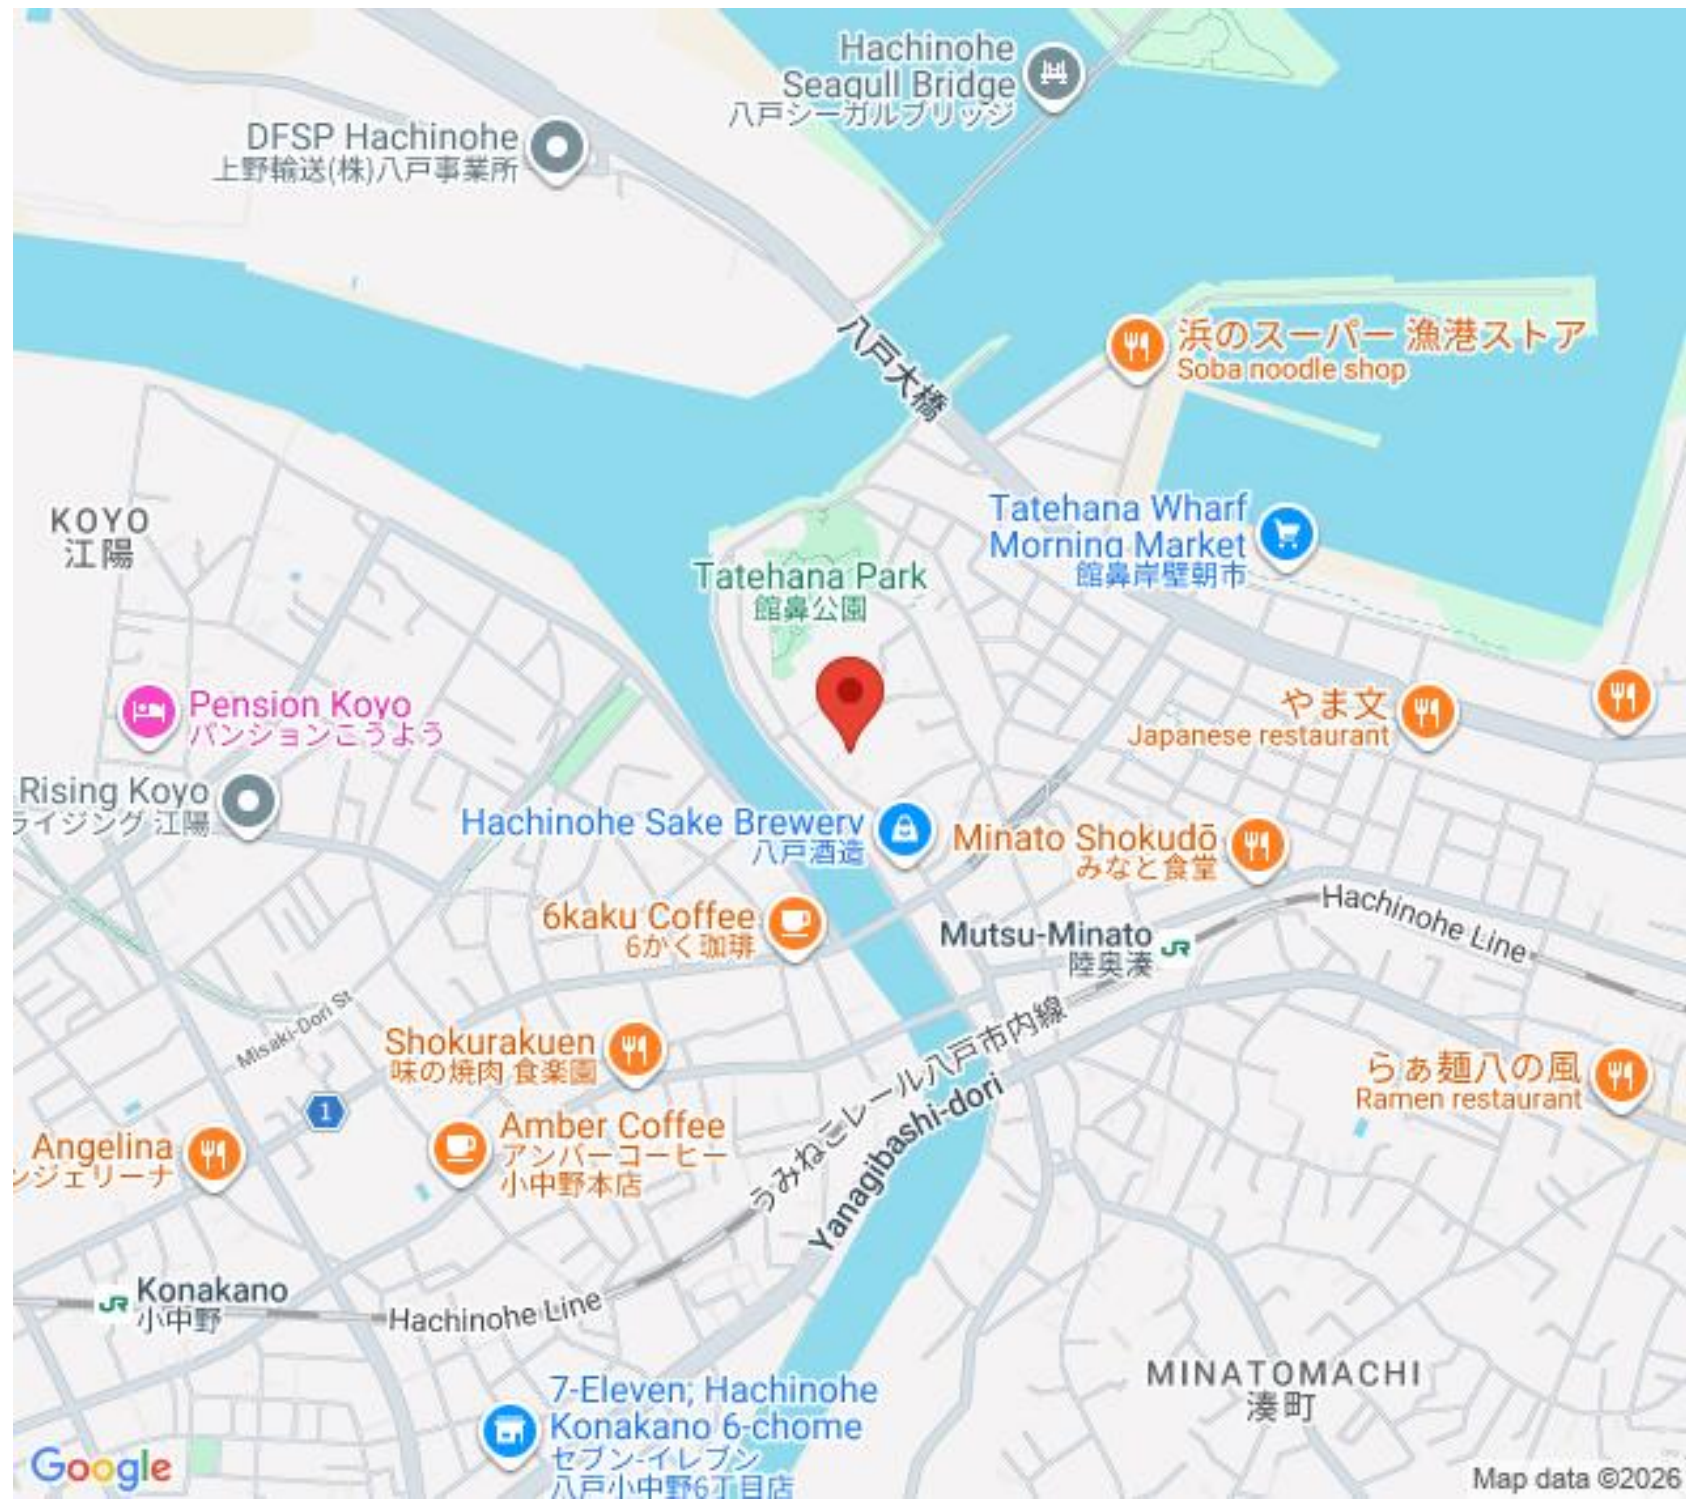 Hachinohe
Seagull Bridge
八戸シーガルブリッジ
DFSP Hachinohe
上野輸送(株)八戸事業所
八戸大橋
浜のスーパー 漁港ストア
Soba noodle shop
KOYO
江陽
Tatehana Wharf
Morning Market
館鼻岸壁朝市
Tatehana Park
館鼻公園
Pension Koyo
パンションこうよう
やま文
Japanese restaurant
Rising Koyo
ライジング 江陽
Hachinohe Sake Brewery
八戸酒造
Minato Shokudō
みなと食堂
6kaku Coffee
6かく珈琲
Hachinohe Line
Mutsu-Minato
陸奥湊
JR
Misaki-Dori St
Shokurakuen
味の焼肉 食楽園
うみねこレール八戸市内線
Yanagibashi-dori
らぁ麺八の風
Ramen restaurant
1
Amber Coffee
アンバーコーヒー
小中野本店
Angelina
ンジェリーナ
JR
Konakano
小中野
Hachinohe Line
MINATOMACHI
湊町
7-Eleven; Hachinohe
Konakano 6-chome
セブン-イレブン
八戸小中野6丁目店
Google
Map data ©2026